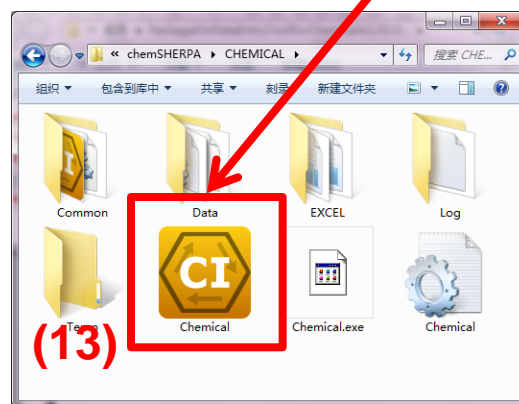 « chemSHERPA ▸ CHEMICAL ▸
搜索 CHE...
组织 包含到库中 共享 刻录 新建文件夹
CI
CI
Common Data EXCEL Log
(13)
Chemical Chemical.exe Chemical